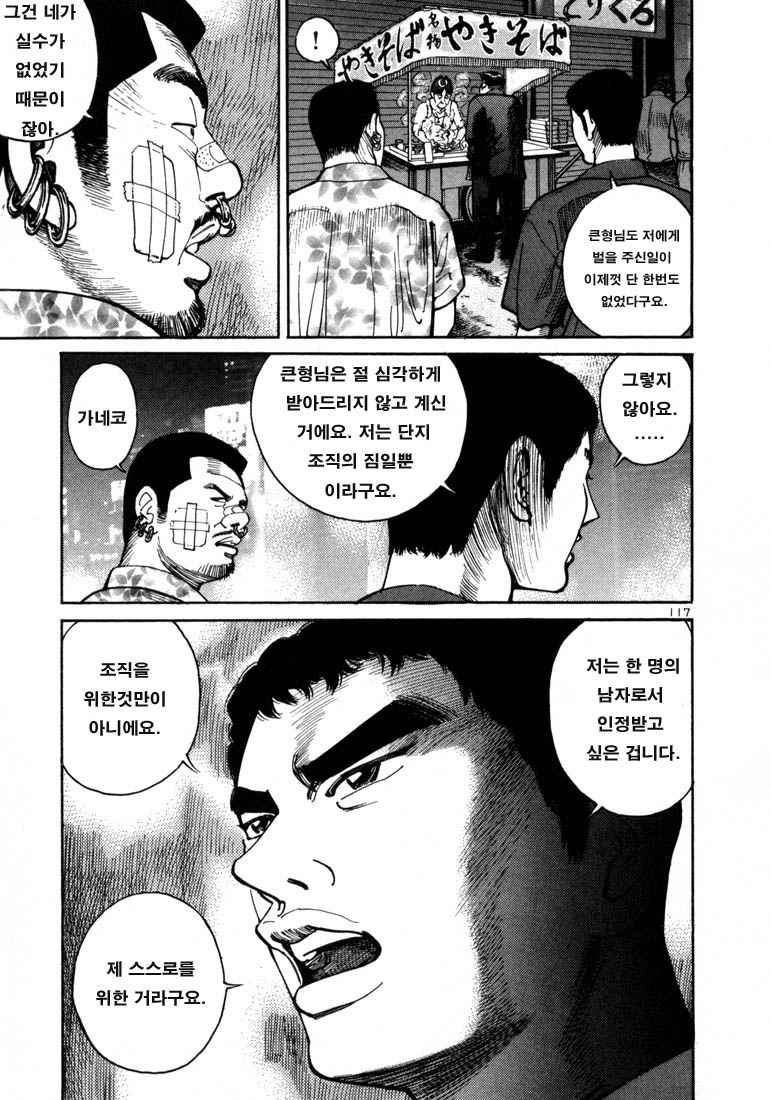 やきそば 名物 やきそば
とりくろ
!
큰형님도 저에게
벌을 주신일이
이제껏 단 한번도
없었다구요.
그건 네가
실수가
없었기
때문이
잖아.
그렇지
않아요.
.....
큰형님은 절 심각하게
받아드리지 않고 계신
거에요. 저는 단지
조직의 짐일뿐
이라구요.
가네코
117
저는 한 명의
남자로서
인정받고
싶은 겁니다.
조직을
위한것만이
아니에요.
제 스스로를
위한 거라구요.